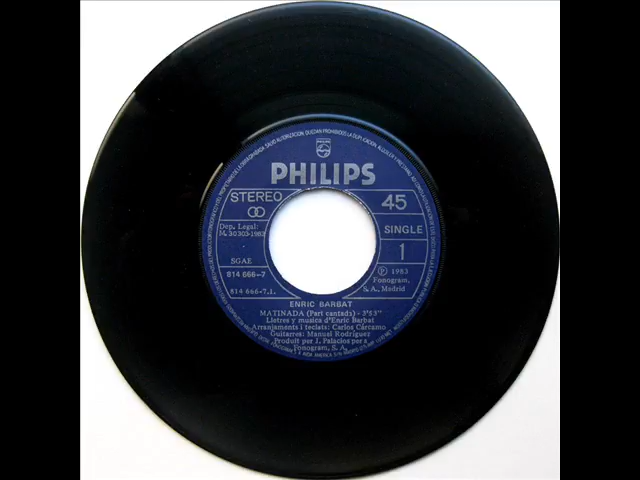 PHILIPS
PHILIPS
STEREO
45
Dep. Legal:
M. 30303-1983
SINGLE
1
SGAE
814 666-7
814 666-7.1.
Ⓟ 1983
Fonogram,
S. A., Madrid
ENRIC BARBAT
MATINADA (Part cantada) - 3'53"
Lletres y musica d'Enric Barbat
Arranjaments i teclats: Carlos Cárcamo
Guitarres: Manuel Rodríguez
Produit per J. Palacios per a
Fonogram, S. A.